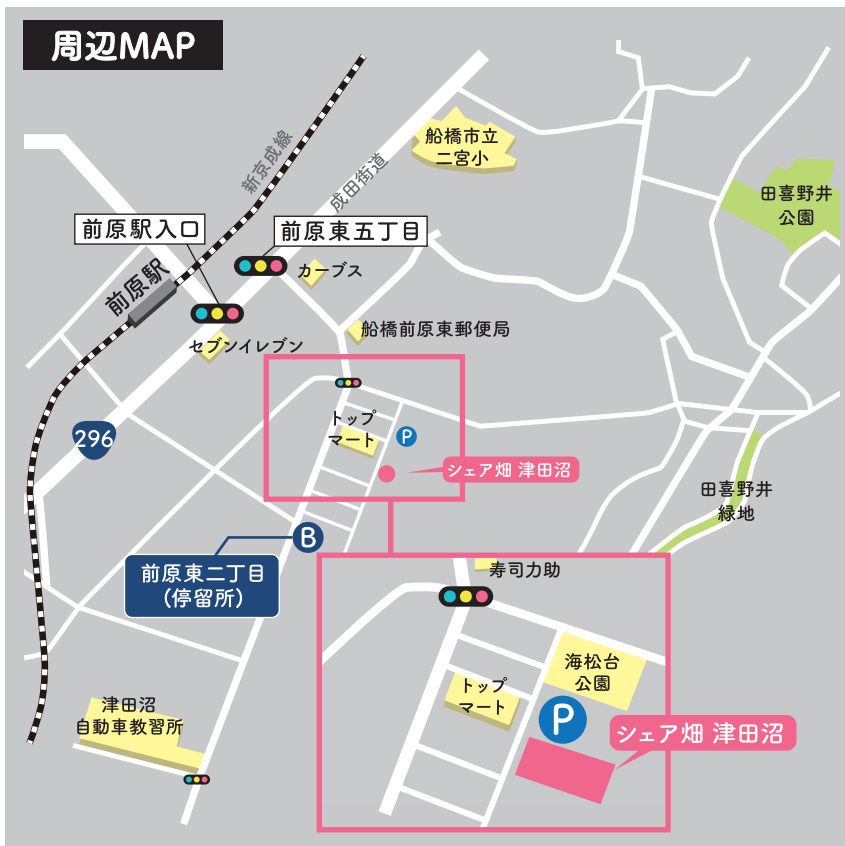 周辺MAP
新京成線
成田街道
船橋市立
二宮小
田喜野井
公園
前原駅入口
前原東五丁目
カーブス
前原駅
船橋前原東郵便局
セブンイレブン
トップ
マート
P
296
シェア畑 津田沼
田喜野井
緑地
B
前原東二丁目
(停留所)
寿司力助
海松台
公園
トップ
マート
P
シェア畑 津田沼
津田沼
自動車教習所